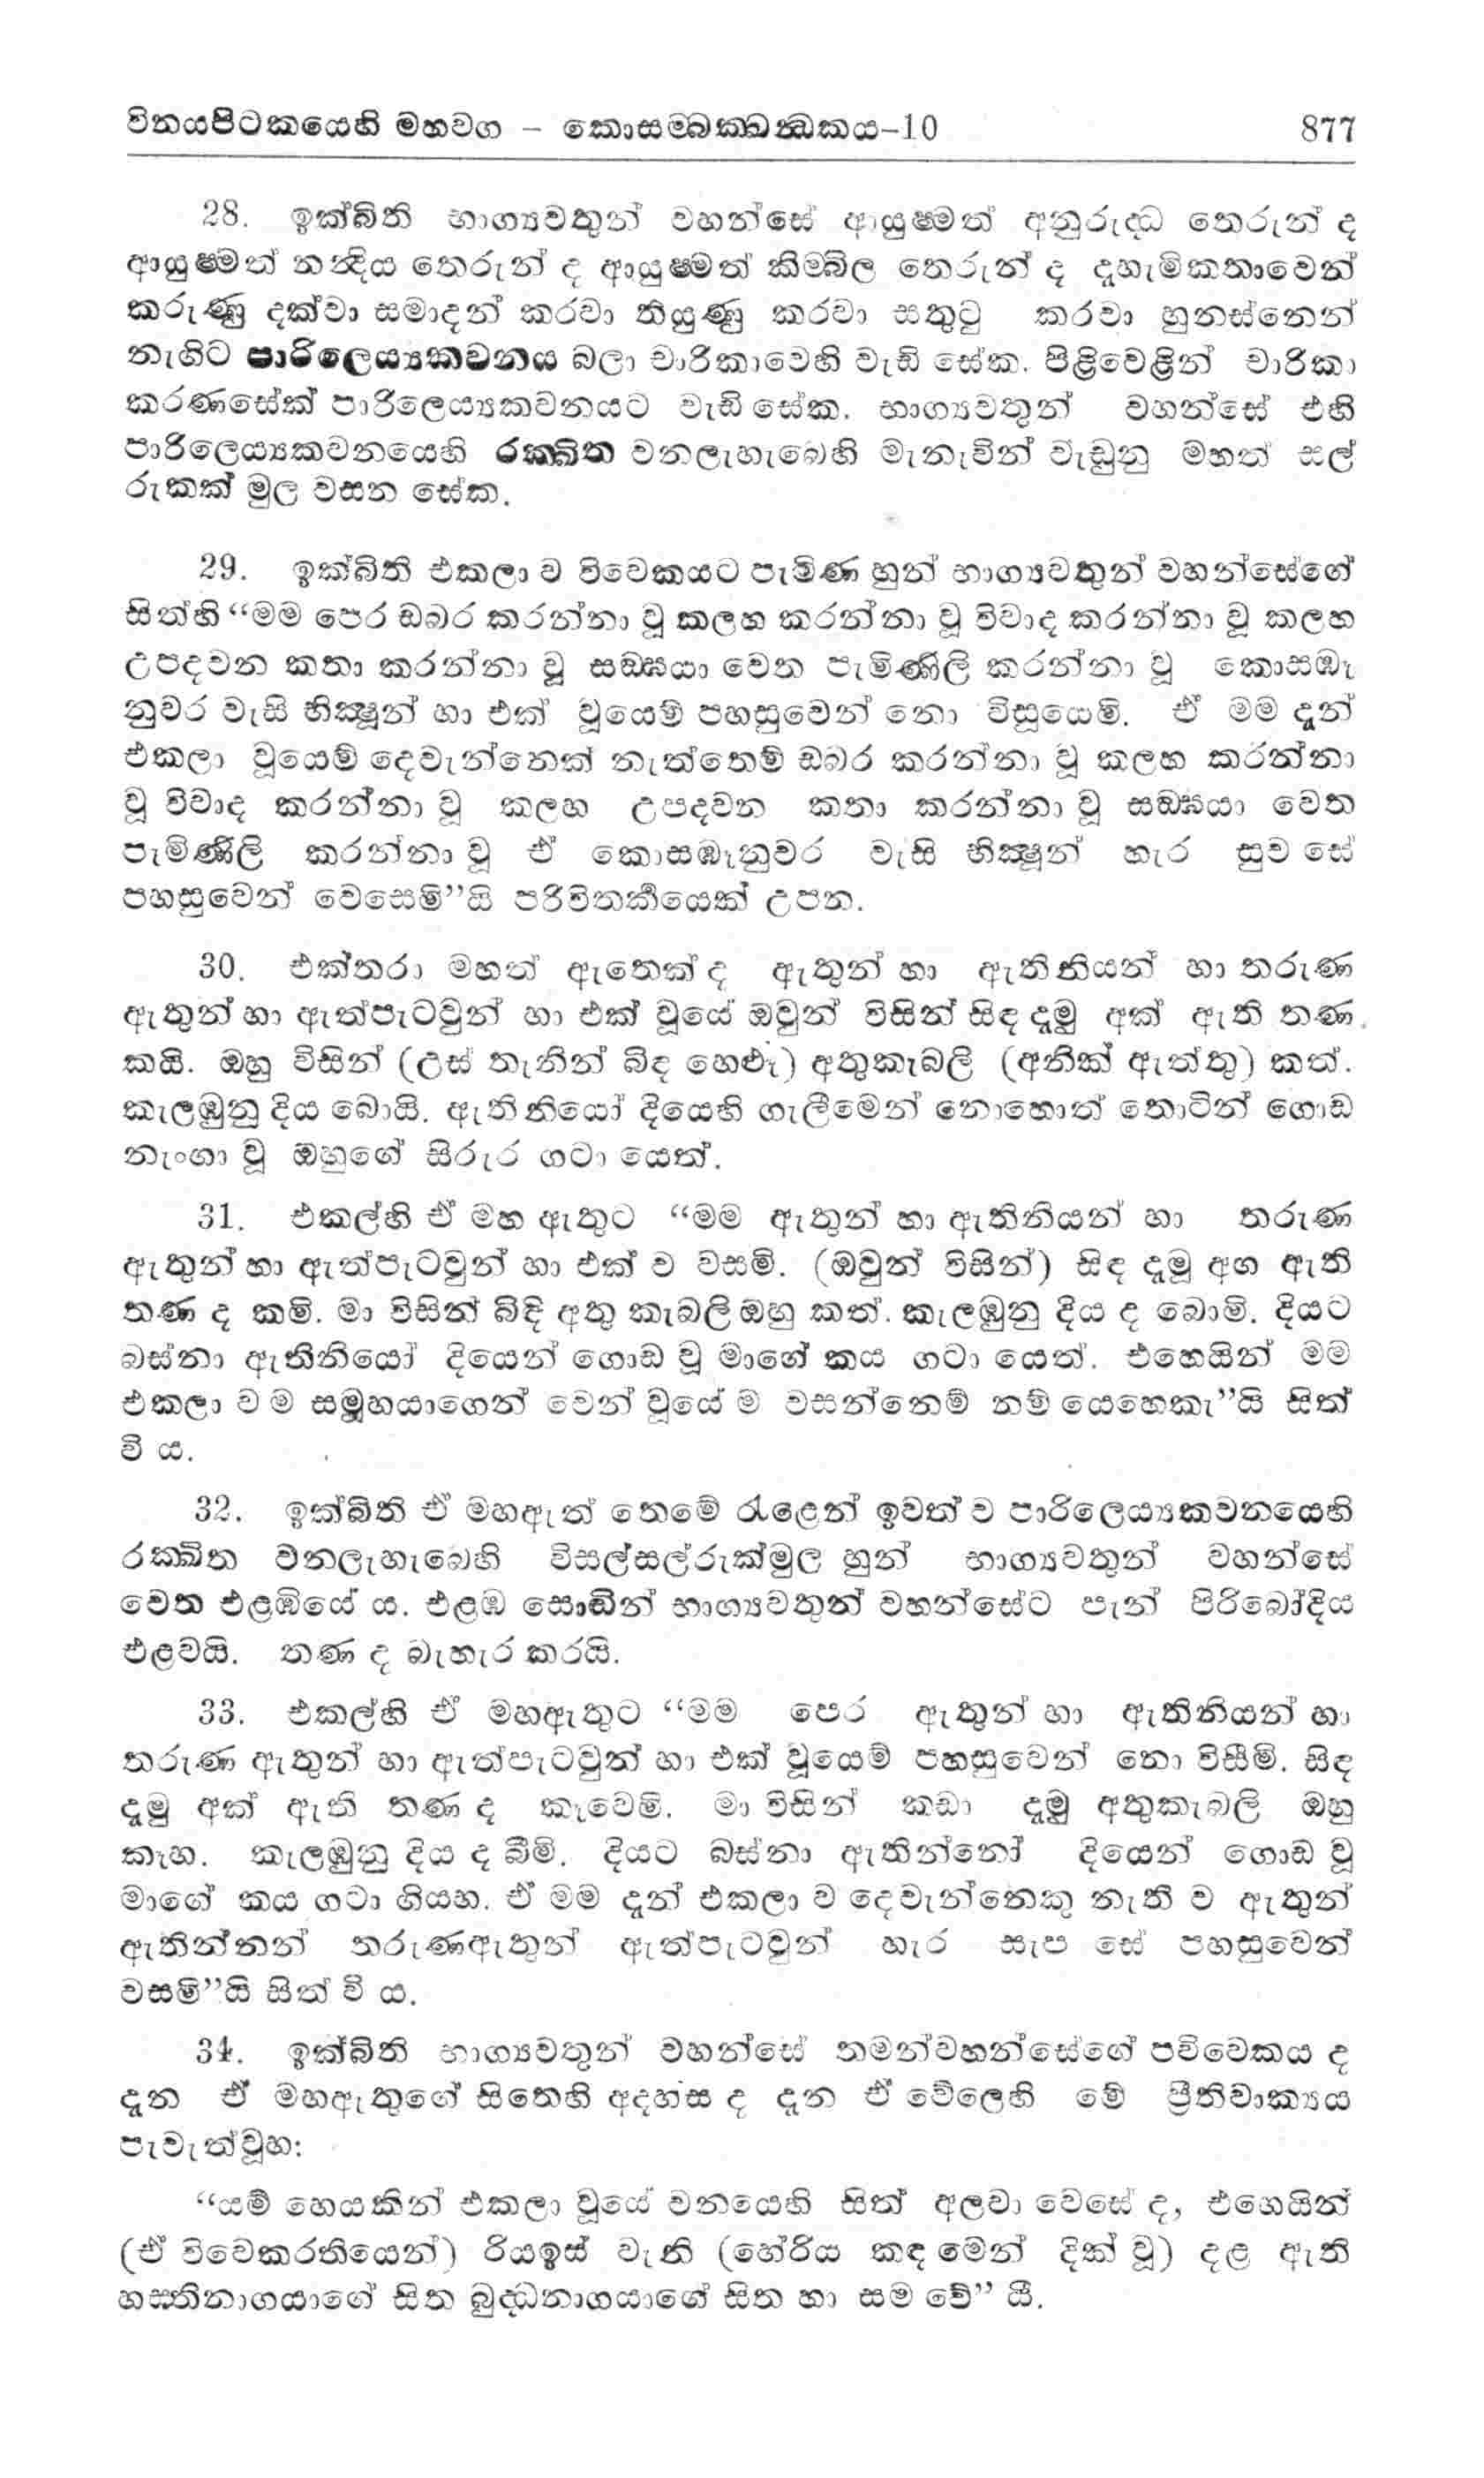 විනයපිටකයෙහි මහවග – කොසම්බක්ඛන්ධකය–10 877
28. ඉක්බිති භාග්‍යවතුන් වහන්සේ ආයුෂ්මත් අනුරුද්ධ තෙරුන් ද
ආයුෂ්මත් නන්දිය තෙරුන් ද ආයුෂ්මත් කිම්බිල තෙරුන් ද දැහැමිකතාවෙන්
කරුණු දක්වා සමාදන් කරවා තියුණු කරවා සතුටු කරවා හුනස්නෙන්
නැගිට පාරිලෙය්‍යකවනය බලා චාරිකාවෙහි වැඩි සේක. පිළිවෙළින් චාරිකා
කරණසේක් පාරිලෙය්‍යකවනයට වැඩි සේක. භාග්‍යවතුන් වහන්සේ එහි
පාරිලෙය්‍යකවනයෙහි රක්ඛිත වනලැහැබෙහි මැනැවින් වැඩුනු මහත් සල්
රුකක් මුල වසන සේක.
29. ඉක්බිති එකලා ව විවෙකයට පැමිණ හුන් භාග්‍යවතුන් වහන්සේගේ
සිත්හි “මම පෙර ඩබර කරන්නා වූ කලහ කරන්නා වූ විවාද කරන්නා වූ කලහ
උපදවන කතා කරන්නා වූ සඞ්ඝයා වෙත පැමිණිලි කරන්නා වූ කොසඹෑ
නුවර වැසි භික්‍ෂූන් හා එක් වූයෙම් පහසුවෙන් නො විසූයෙමි. ඒ මම දැන්
එකලා වූයෙම් දෙවැන්නෙක් නැත්තෙම් ඩබර කරන්නා වූ කලහ කරන්නා
වූ විවාද කරන්නා වූ කලහ උපදවන කතා කරන්නා වූ සඞ්ඝයා වෙත
පැමිණිලි කරන්නා වූ ඒ කොසඹෑනුවර වැසි භික්‍ෂූන් හැර සුව සේ
පහසුවෙන් වෙසෙමි”යි පරිවිතර්‍කයෙක් උපන.
30. එක්තරා මහත් ඇතෙක් ද ඇතුන් හා ඇතිනියන් හා තරුණ
ඇතුන් හා ඇත්පැටවුන් හා එක් වූයේ ඔවුන් විසින් සිඳ දැමු අක් ඇති තණ
කයි. ඔහු විසින් (උස් තැනින් බිඳ හෙළූ) අතුකැබලි (අනික් ඇත්තු) කත්.
කැලඹුනු දිය බොයි. ඇතිනියෝ දියෙහි ගැලීමෙන් නොහොත් තොටින් ගොඩ
නැංගා වූ ඔහුගේ සිරුර ගටා යෙත්.
31. එකල්හි ඒ මහ ඇතුට “මම ඇතුන් හා ඇතිනියන් හා තරුණ
ඇතුන් හා ඇත්පැටවුන් හා එක් ව වසමි. (ඔවුන් විසින්) සිඳ දැමූ අග ඇති
තණ ද කමි. මා විසින් බිඳි අතු කැබලි ඔහු කත්. කැලඹුනු දිය ද බොමි. දියට
බස්නා ඇතිනියෝ දියෙන් ගොඩ වූ මාගේ කය ගටා යෙත්. එහෙයින් මම
එකලා ව ම සමූහයාගෙන් වෙන් වූයේ ම වසන්නෙම් නම් යෙහෙකැ”යි සිත්
වි ය.
32. ඉක්බිති ඒ මහඇත් තෙමේ රැළෙන් ඉවත් ව පාරිලෙය්‍යකවනයෙහි
රක්ඛිත වනලැහැබෙහි විසල්සල්රුක්මුල හුන් භාග්‍යවතුන් වහන්සේ
වෙත එළඹියේ ය. එළඹ සොඬින් භාග්‍යවතුන් වහන්සේට පැන් පිරිබෝදිය
එළවයි. තණ ද බැහැර කරයි.
33. එකල්හි ඒ මහඇතුට “මම පෙර ඇතුන් හා ඇතිනියන් හා
තරුණ ඇතුන් හා ඇත්පැටවුන් හා එක් වූයෙම් පහසුවෙන් නො විසීමි. සිඳ
දැමු අක් ඇති තණ ද කෑවෙමි. මා විසින් කඩා දැමු අතුකැබලි ඔහු
කෑහ. කැලඹුනු දිය ද බීමි. දියට බස්නා ඇතින්නෝ දියෙන් ගොඩ වූ
මාගේ කය ගටා ගියහ. ඒ මම දැන් එකලා ව දෙවැන්නෙකු නැති ව ඇතුන්
ඇතින්නන් තරුණඇතුන් ඇත්පැටවුන් හැර සැප සේ පහසුවෙන්
වසමි”යි සිත් වි ය.
34. ඉක්බිති භාග්‍යවතුන් වහන්සේ තමන්වහන්සේගේ පවිවෙකය ද
දැන ඒ මහඇතුගේ සිතෙහි අදහස ද දැන ඒ වේලෙහි මේ ප්‍රීතිවාක්‍යය
පැවැත්වූහ:
“යම් හෙයකින් එකලා වූයේ වනයෙහි සිත් අලවා වෙසේ ද, එහෙයින්
(ඒ විවෙකරතියෙන්) රියඉස් වැනි (හේරිය කඳ මෙන් දික් වූ) දළ ඇති
හස්තිනාගයාගේ සිත බුද්ධනාගයාගේ සිත හා සම වේ” යී.